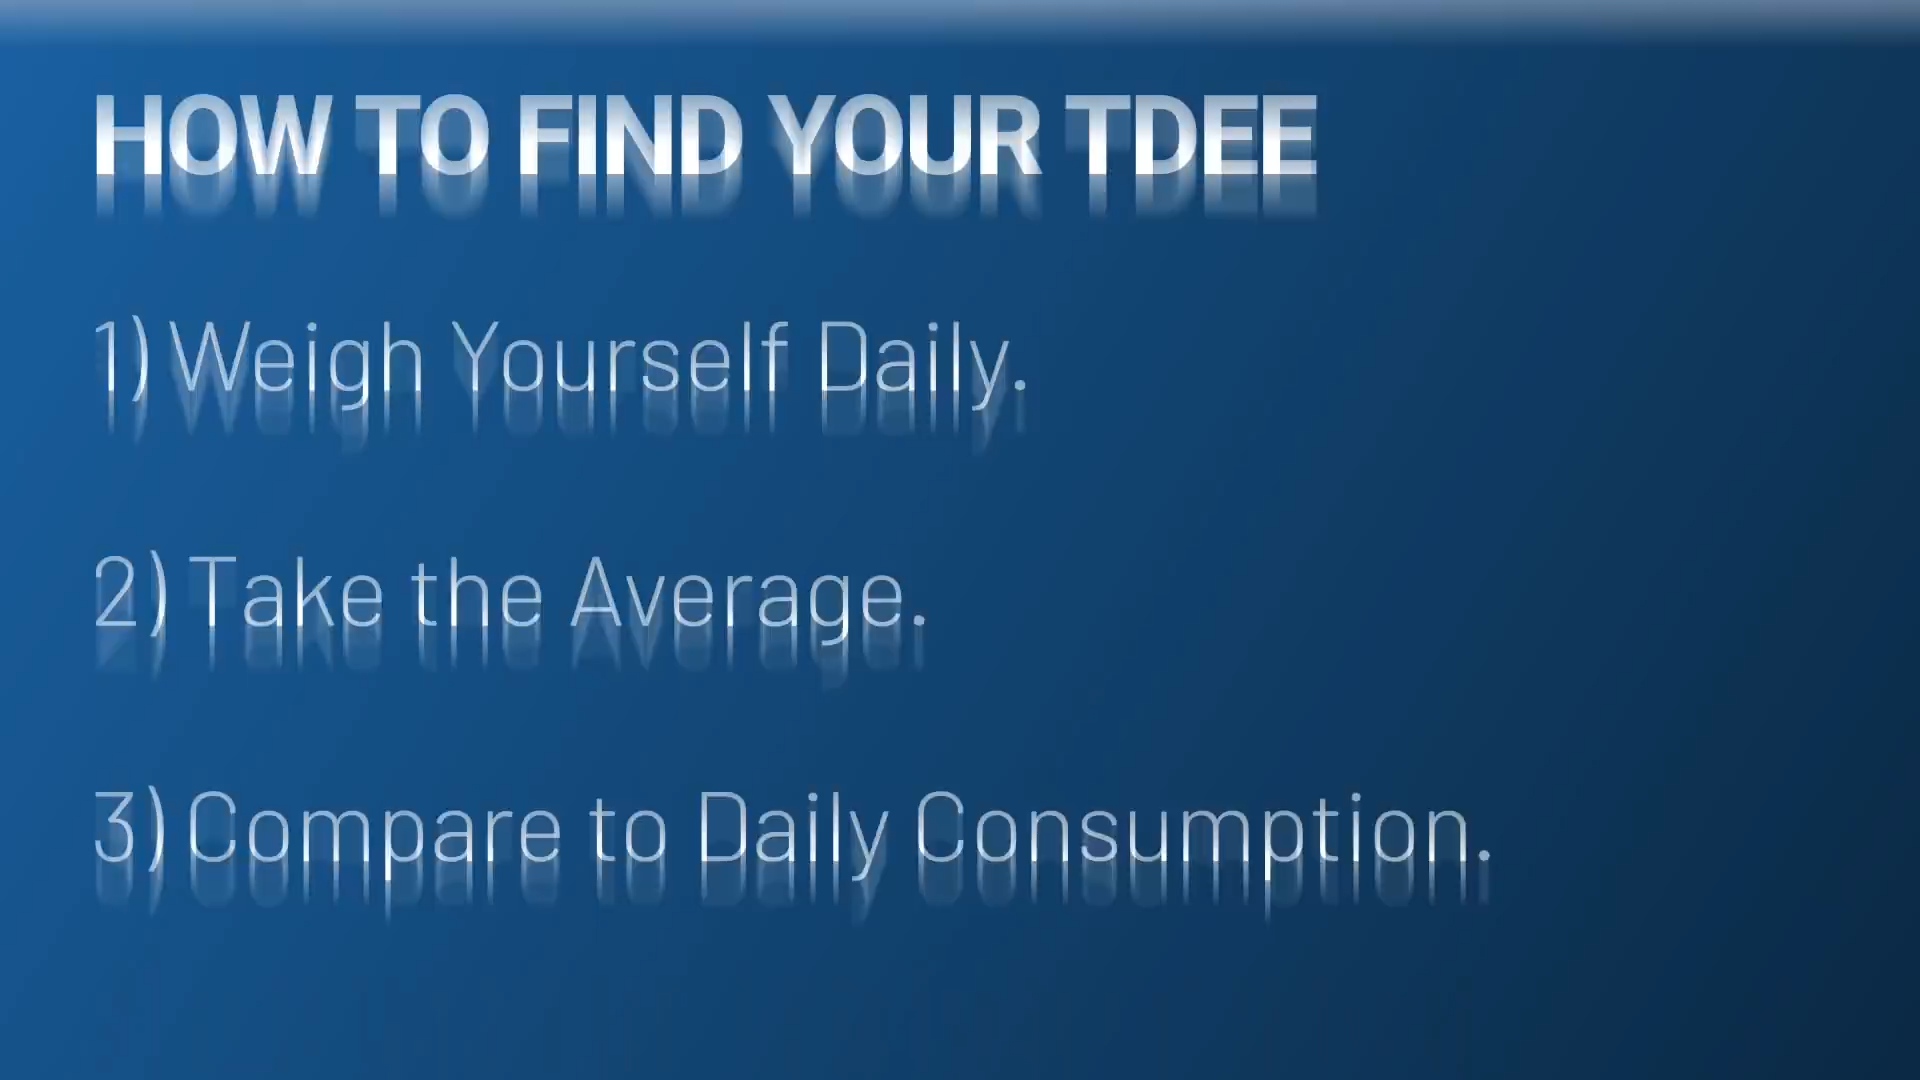 HOW TO FIND YOUR TDEE
1) Weigh Yourself Daily.
2) Take the Average.
3) Compare to Daily Consumption.